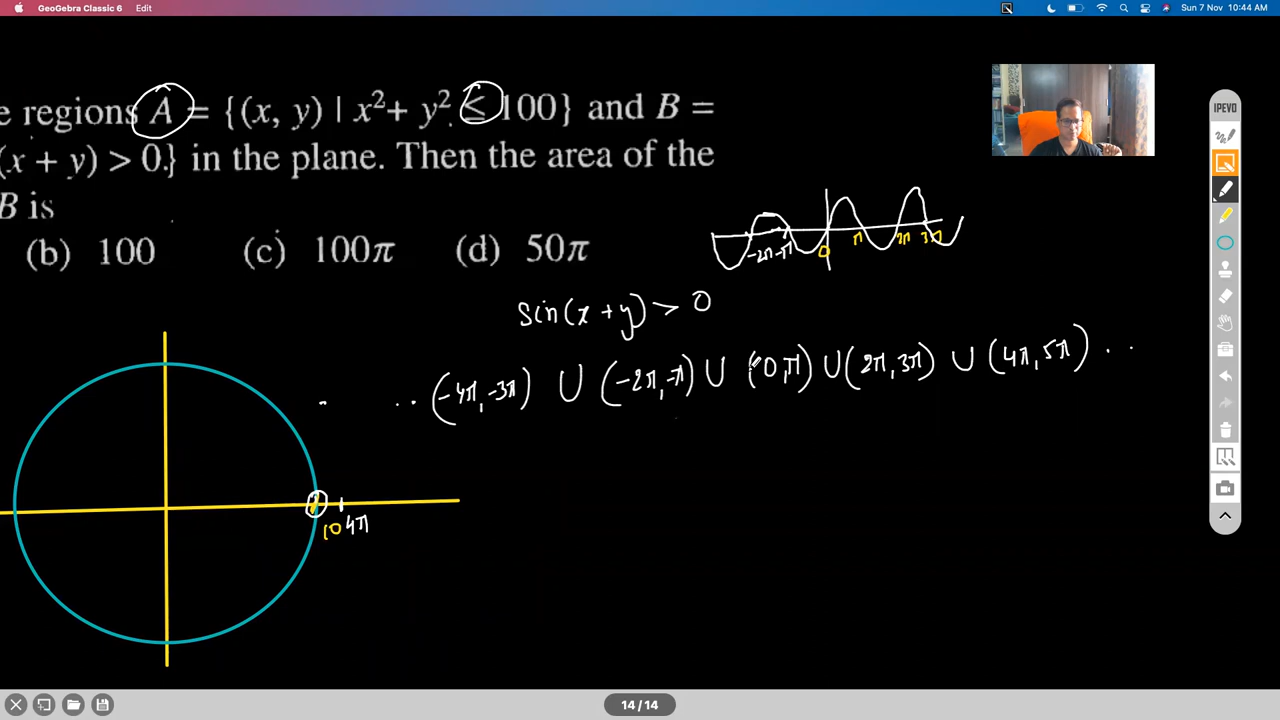 GeoGebra Classic 6 Edit Sun 7 Nov 10:44 AM
e regions A = {(x, y) | x²+ y² ≤ 100} and B =
(x + y) > 0.} in the plane. Then the area of the
B is
(b) 100 (c) 100π (d) 50π
IPEVO
-2π -π 0 π 2π 3π
sin(x + y) > 0
.. (-4π, -3π) ∪ (-2π, -π) ∪ (0, π) ∪ (2π, 3π) ∪ (4π, 5π) ...
10 4π
14 / 14